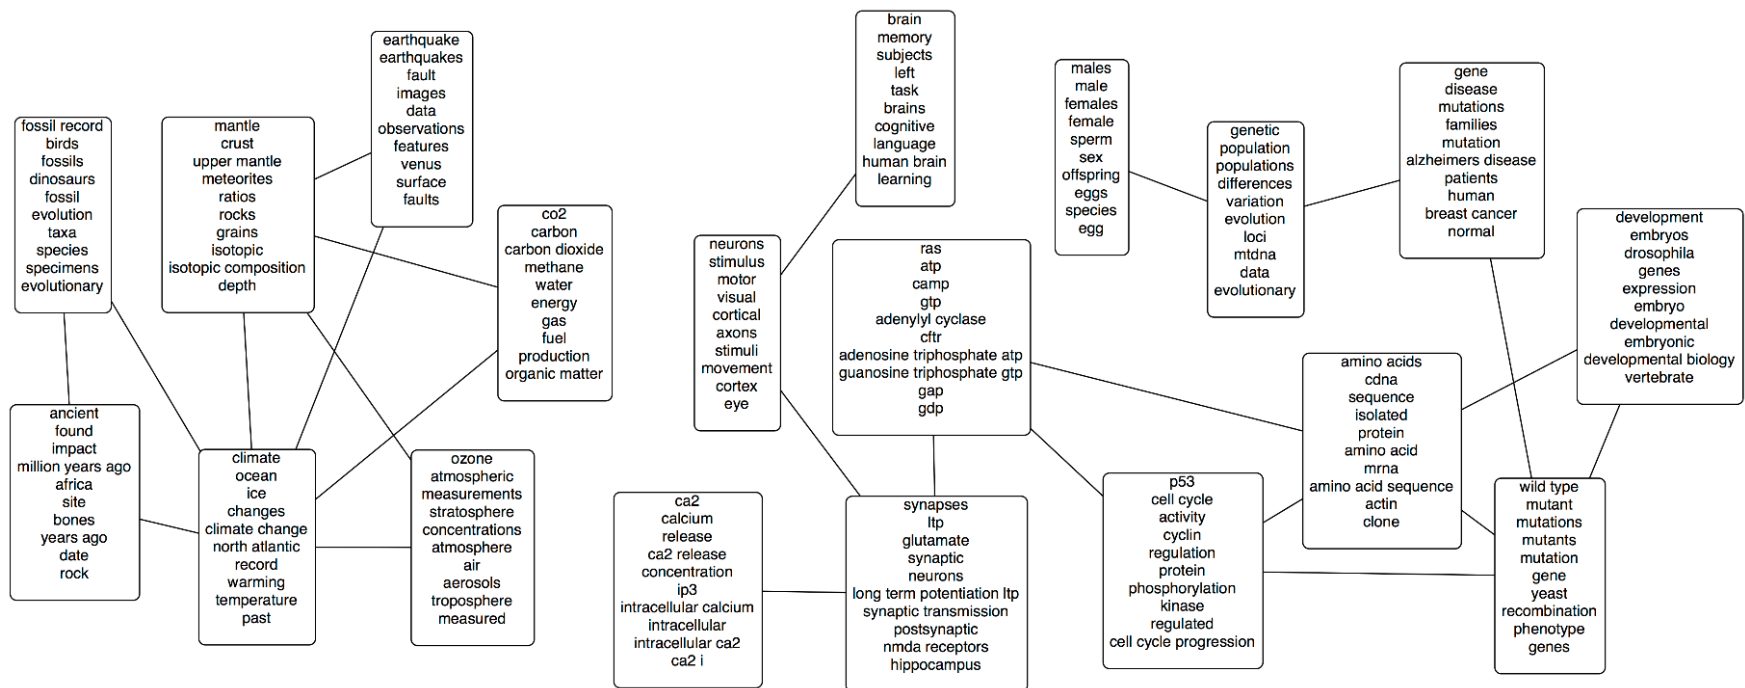 fossil record
birds
fossils
dinosaurs
fossil
evolution
taxa
species
specimens
evolutionary
mantle
crust
upper mantle
meteorites
ratios
rocks
grains
isotopic
isotopic composition
depth
earthquake
earthquakes
fault
images
data
observations
features
venus
surface
faults
co2
carbon
carbon dioxide
methane
water
energy
gas
fuel
production
organic matter
ancient
found
impact
million years ago
africa
site
bones
years ago
date
rock
climate
ocean
ice
changes
climate change
north atlantic
record
warming
temperature
past
ozone
atmospheric
measurements
stratosphere
concentrations
atmosphere
air
aerosols
troposphere
measured
brain
memory
subjects
left
task
brains
cognitive
language
human brain
learning
neurons
stimulus
motor
visual
cortical
axons
stimuli
movement
cortex
eye
ras
atp
camp
gtp
adenylyl cyclase
cftr
adenosine triphosphate atp
guanosine triphosphate gtp
gap
gdp
ca2
calcium
release
ca2 release
concentration
ip3
intracellular calcium
intracellular
intracellular ca2
ca2 i
synapses
ltp
glutamate
synaptic
neurons
long term potentiation ltp
synaptic transmission
postsynaptic
nmda receptors
hippocampus
males
male
females
female
sperm
sex
offspring
eggs
species
egg
genetic
population
populations
differences
variation
evolution
loci
mtdna
data
evolutionary
gene
disease
mutations
families
mutation
alzheimers disease
patients
human
breast cancer
normal
development
embryos
drosophila
genes
expression
embryo
developmental
embryonic
developmental biology
vertebrate
amino acids
cdna
sequence
isolated
protein
amino acid
mrna
amino acid sequence
actin
clone
p53
cell cycle
activity
cyclin
regulation
protein
phosphorylation
kinase
regulated
cell cycle progression
wild type
mutant
mutations
mutants
mutation
gene
yeast
recombination
phenotype
genes